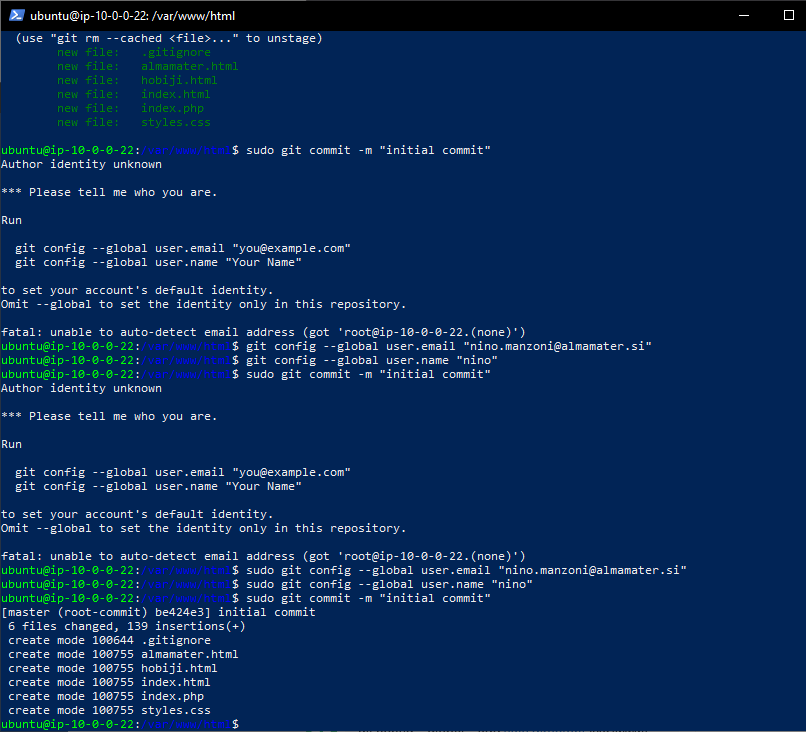 ubuntu@ip-10-0-0-22: /var/www/html
(use "git rm --cached <file>..." to unstage)
new file: .gitignore
new file: almamater.html
new file: hobiji.html
new file: index.html
new file: index.php
new file: styles.css
ubuntu@ip-10-0-0-22:/var/www/html$ sudo git commit -m "initial commit"
Author identity unknown
*** Please tell me who you are.
Run
git config --global user.email "you@example.com"
git config --global user.name "Your Name"
to set your account's default identity.
Omit --global to set the identity only in this repository.
fatal: unable to auto-detect email address (got 'root@ip-10-0-0-22.(none)')
ubuntu@ip-10-0-0-22:/var/www/html$ git config --global user.email "nino.manzoni@almamater.si"
ubuntu@ip-10-0-0-22:/var/www/html$ git config --global user.name "nino"
ubuntu@ip-10-0-0-22:/var/www/html$ sudo git commit -m "initial commit"
Author identity unknown
*** Please tell me who you are.
Run
git config --global user.email "you@example.com"
git config --global user.name "Your Name"
to set your account's default identity.
Omit --global to set the identity only in this repository.
fatal: unable to auto-detect email address (got 'root@ip-10-0-0-22.(none)')
ubuntu@ip-10-0-0-22:/var/www/html$ sudo git config --global user.email "nino.manzoni@almamater.si"
ubuntu@ip-10-0-0-22:/var/www/html$ sudo git config --global user.name "nino"
ubuntu@ip-10-0-0-22:/var/www/html$ sudo git commit -m "initial commit"
[master (root-commit) be424e3] initial commit
6 files changed, 139 insertions(+)
create mode 100644 .gitignore
create mode 100755 almamater.html
create mode 100755 hobiji.html
create mode 100755 index.html
create mode 100755 index.php
create mode 100755 styles.css
ubuntu@ip-10-0-0-22:/var/www/html$